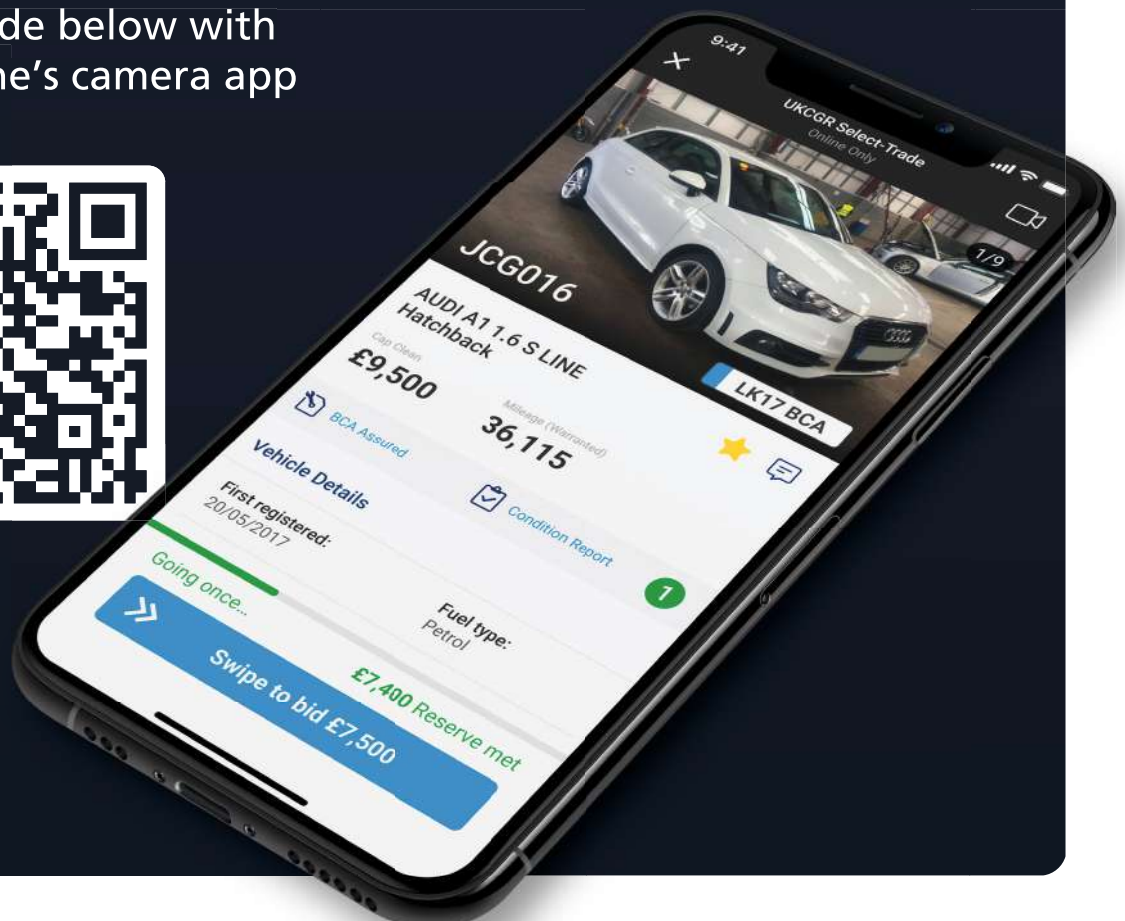 de below with
ne's camera app
9:41
UKCGR Select-Trade
Online Only
1/9
JCG016
LK17 BCA
AUDI A1 1.6 S LINE
Hatchback
Cap Clean
£9,500
Mileage (Warranted)
36,115
BCA Assured
Condition Report
1
Vehicle Details
First registered:
20/05/2017
Fuel type:
Petrol
Going once...
£7,400 Reserve met
Swipe to bid £7,500